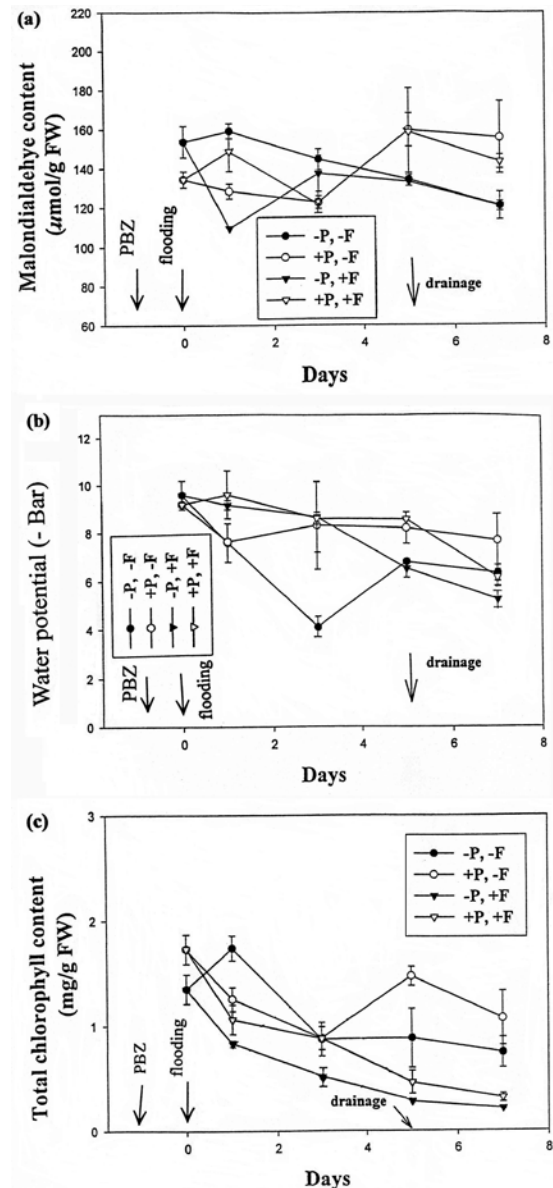 (a)
Malondialdehye content
(µmol/g FW)
220
200
180
160
140
120
100
80
60
PBZ
flooding
-P, -F
+P, -F
-P, +F
+P, +F
drainage
0
2
4
6
8
Days
(b)
Water potential (- Bar)
12
10
8
6
4
2
0
-P, -F
+P, -F
-P, +F
+P, +F
PBZ
flooding
drainage
0
2
4
6
8
Days
(c)
Total chlorophyll content
(mg/g FW)
3
2
1
0
-P, -F
+P, -F
-P, +F
+P, +F
PBZ
flooding
drainage
0
2
4
6
8
Days